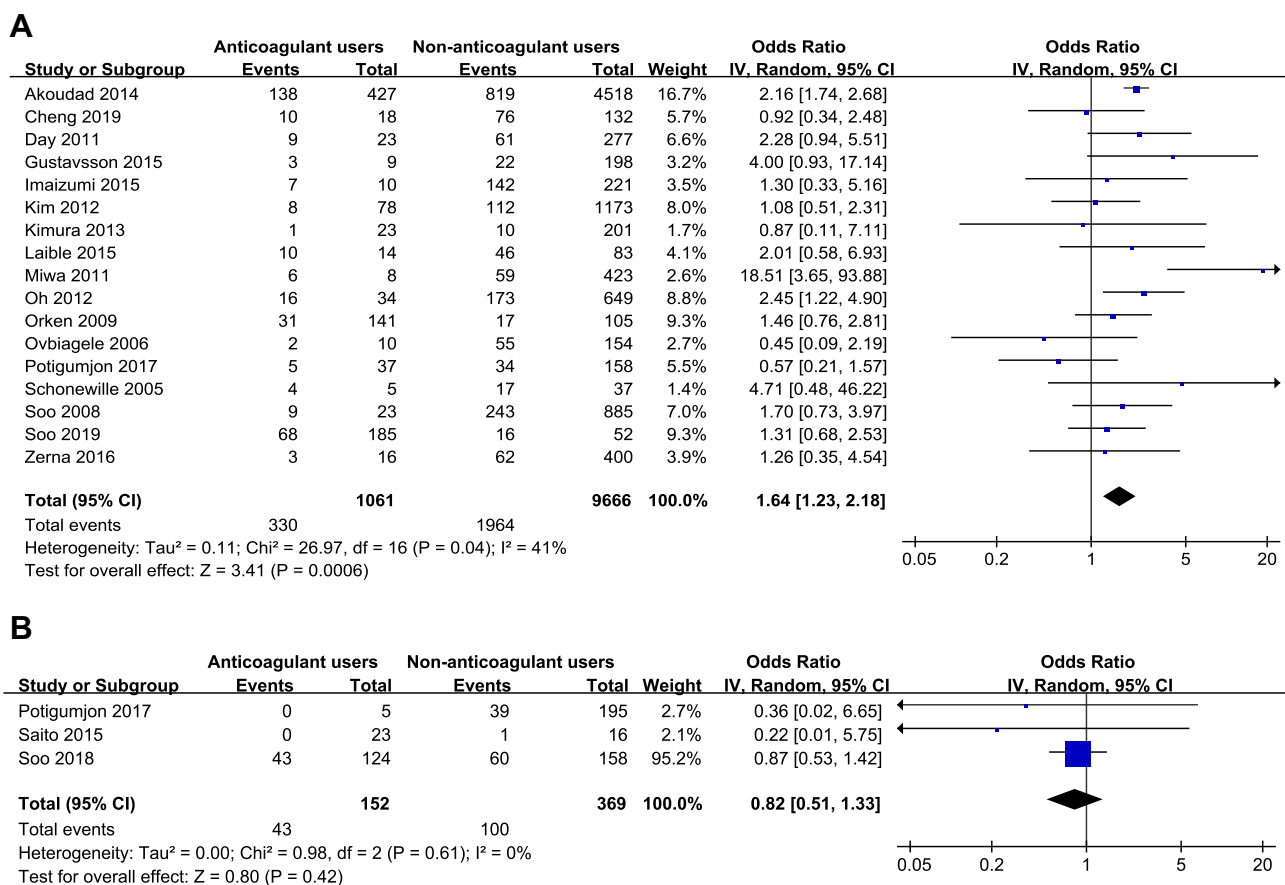 A
Anticoagulant users Non-anticoagulant users Odds Ratio Odds Ratio
Study or Subgroup Events Total Events Total Weight IV, Random, 95% CI IV, Random, 95% CI
Akoudad 2014 138 427 819 4518 16.7% 2.16 [1.74, 2.68]
Cheng 2019 10 18 76 132 5.7% 0.92 [0.34, 2.48]
Day 2011 9 23 61 277 6.6% 2.28 [0.94, 5.51]
Gustavsson 2015 3 9 22 198 3.2% 4.00 [0.93, 17.14]
Imaizumi 2015 7 10 142 221 3.5% 1.30 [0.33, 5.16]
Kim 2012 8 78 112 1173 8.0% 1.08 [0.51, 2.31]
Kimura 2013 1 23 10 201 1.7% 0.87 [0.11, 7.11]
Laible 2015 10 14 46 83 4.1% 2.01 [0.58, 6.93]
Miwa 2011 6 8 59 423 2.6% 18.51 [3.65, 93.88]
Oh 2012 16 34 173 649 8.8% 2.45 [1.22, 4.90]
Orken 2009 31 141 17 105 9.3% 1.46 [0.76, 2.81]
Ovbiagele 2006 2 10 55 154 2.7% 0.45 [0.09, 2.19]
Potigumjon 2017 5 37 34 158 5.5% 0.57 [0.21, 1.57]
Schonewille 2005 4 5 17 37 1.4% 4.71 [0.48, 46.22]
Soo 2008 9 23 243 885 7.0% 1.70 [0.73, 3.97]
Soo 2019 68 185 16 52 9.3% 1.31 [0.68, 2.53]
Zerna 2016 3 16 62 400 3.9% 1.26 [0.35, 4.54]
Total (95% CI) 1061 9666 100.0% 1.64 [1.23, 2.18]
Total events 330 1964
Heterogeneity: Tau² = 0.11; Chi² = 26.97, df = 16 (P = 0.04); I² = 41%
Test for overall effect: Z = 3.41 (P = 0.0006)
0.05 0.2 1 5 20
B
Anticoagulant users Non-anticoagulant users Odds Ratio Odds Ratio
Study or Subgroup Events Total Events Total Weight IV, Random, 95% CI IV, Random, 95% CI
Potigumjon 2017 0 5 39 195 2.7% 0.36 [0.02, 6.65]
Saito 2015 0 23 1 16 2.1% 0.22 [0.01, 5.75]
Soo 2018 43 124 60 158 95.2% 0.87 [0.53, 1.42]
Total (95% CI) 152 369 100.0% 0.82 [0.51, 1.33]
Total events 43 100
Heterogeneity: Tau² = 0.00; Chi² = 0.98, df = 2 (P = 0.61); I² = 0%
Test for overall effect: Z = 0.80 (P = 0.42)
0.05 0.2 1 5 20